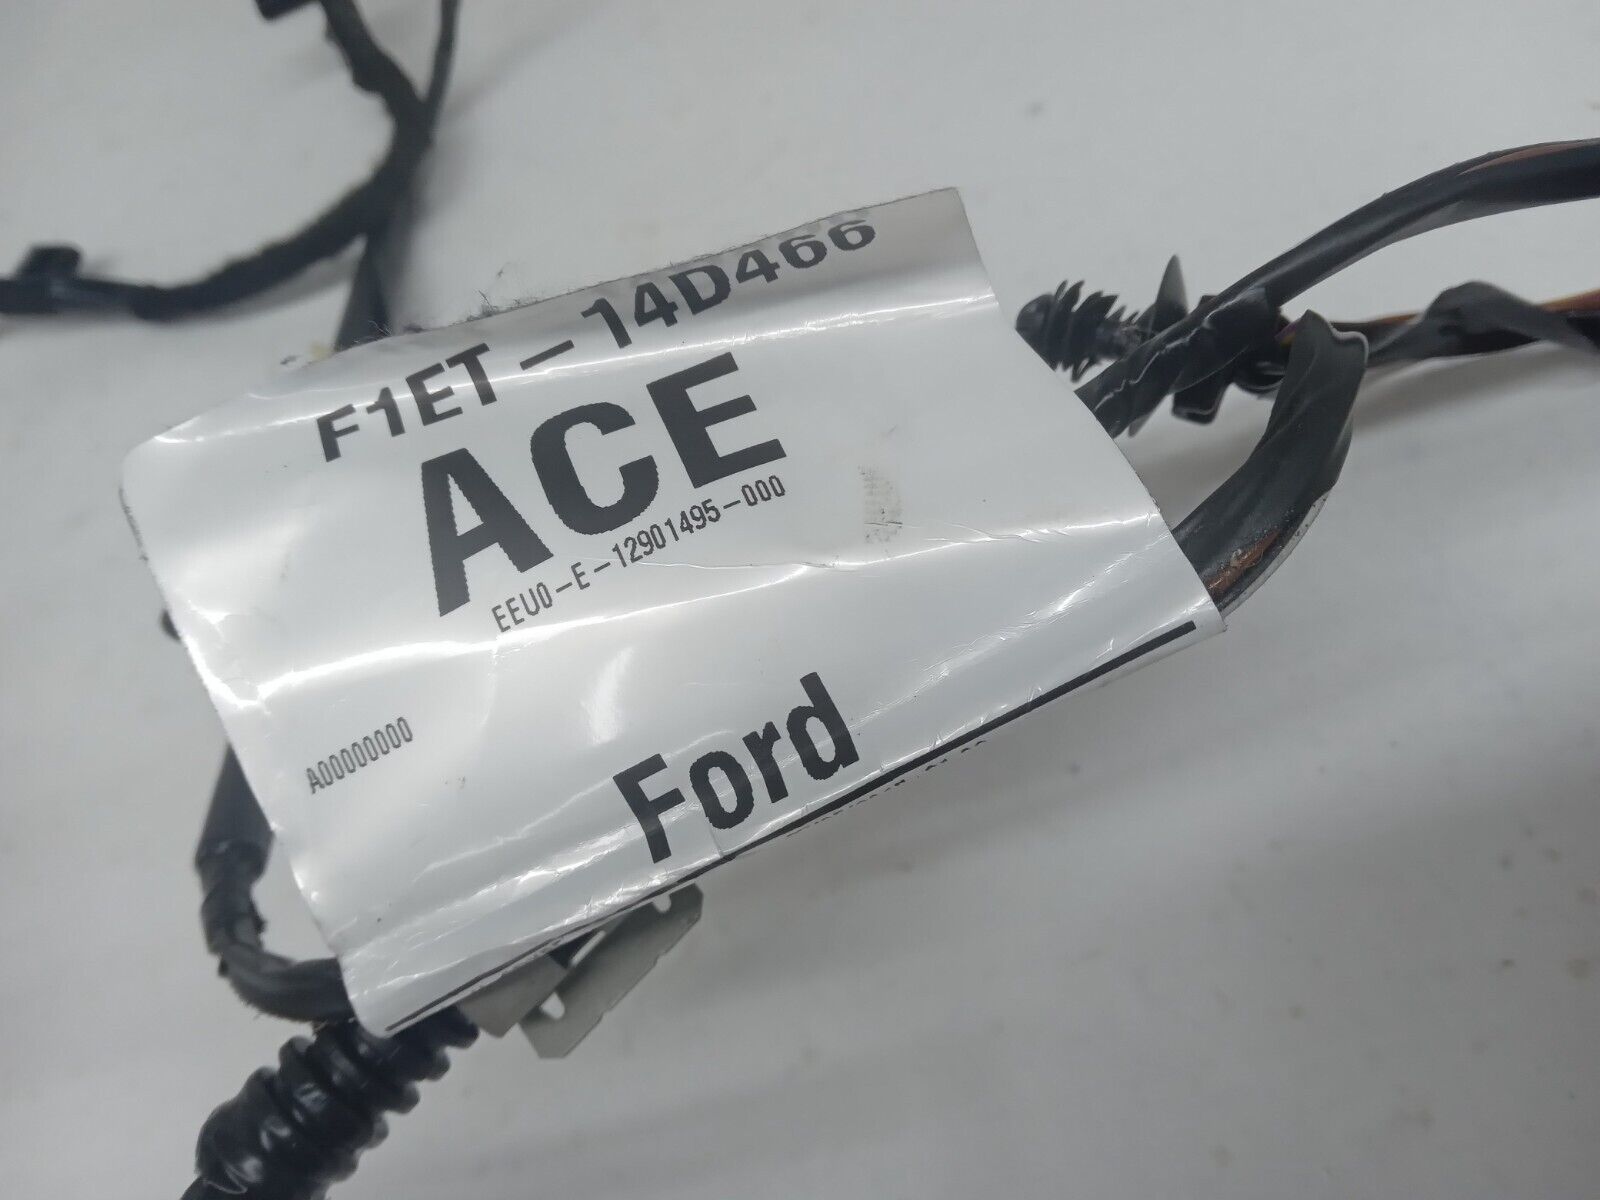 F1ET-14D466
ACE
EEU0-E-12901495-000
A00000000
Ford